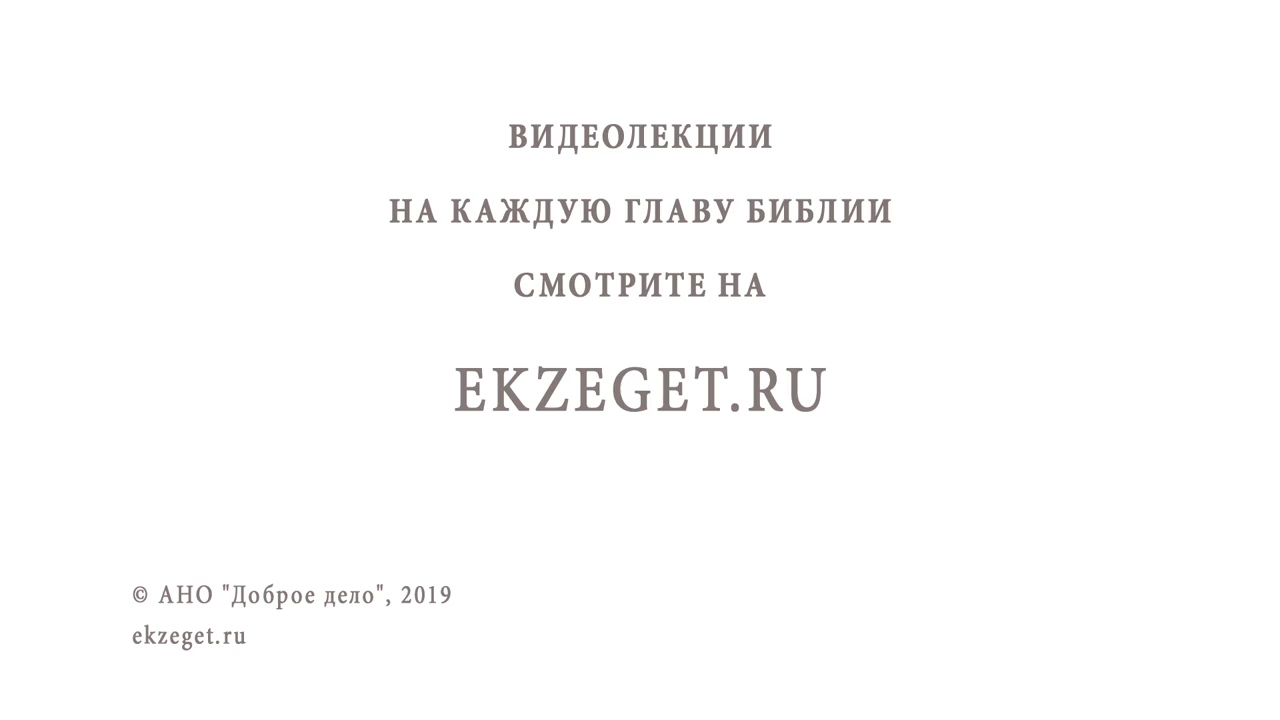 ВИДЕОЛЕКЦИИ
НА КАЖДУЮ ГЛАВУ БИБЛИИ
СМОТРИТЕ НА
EKZEGET.RU
© АНО "Доброе дело", 2019
ekzeget.ru